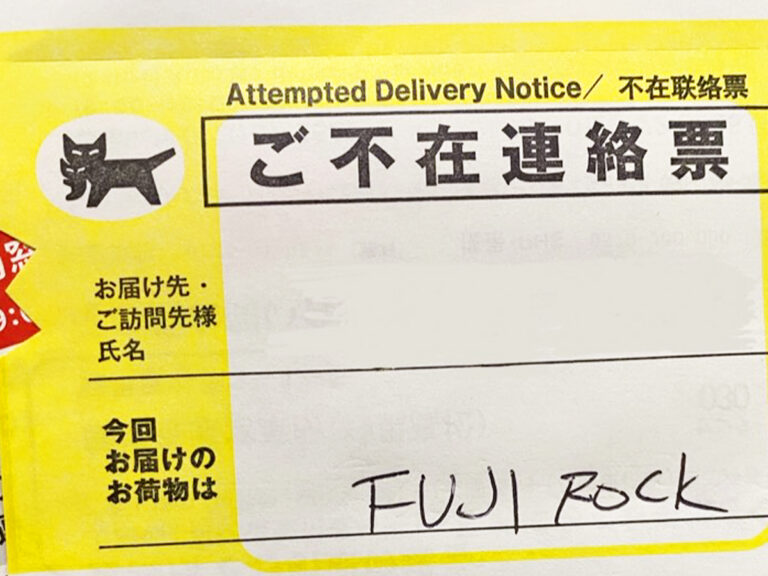 Attempted Delivery Notice/ 不在联络票
ご不在連絡票
お届け先・
ご訪問先様
氏名
今回
お届けの
お荷物は
FUJI ROCK